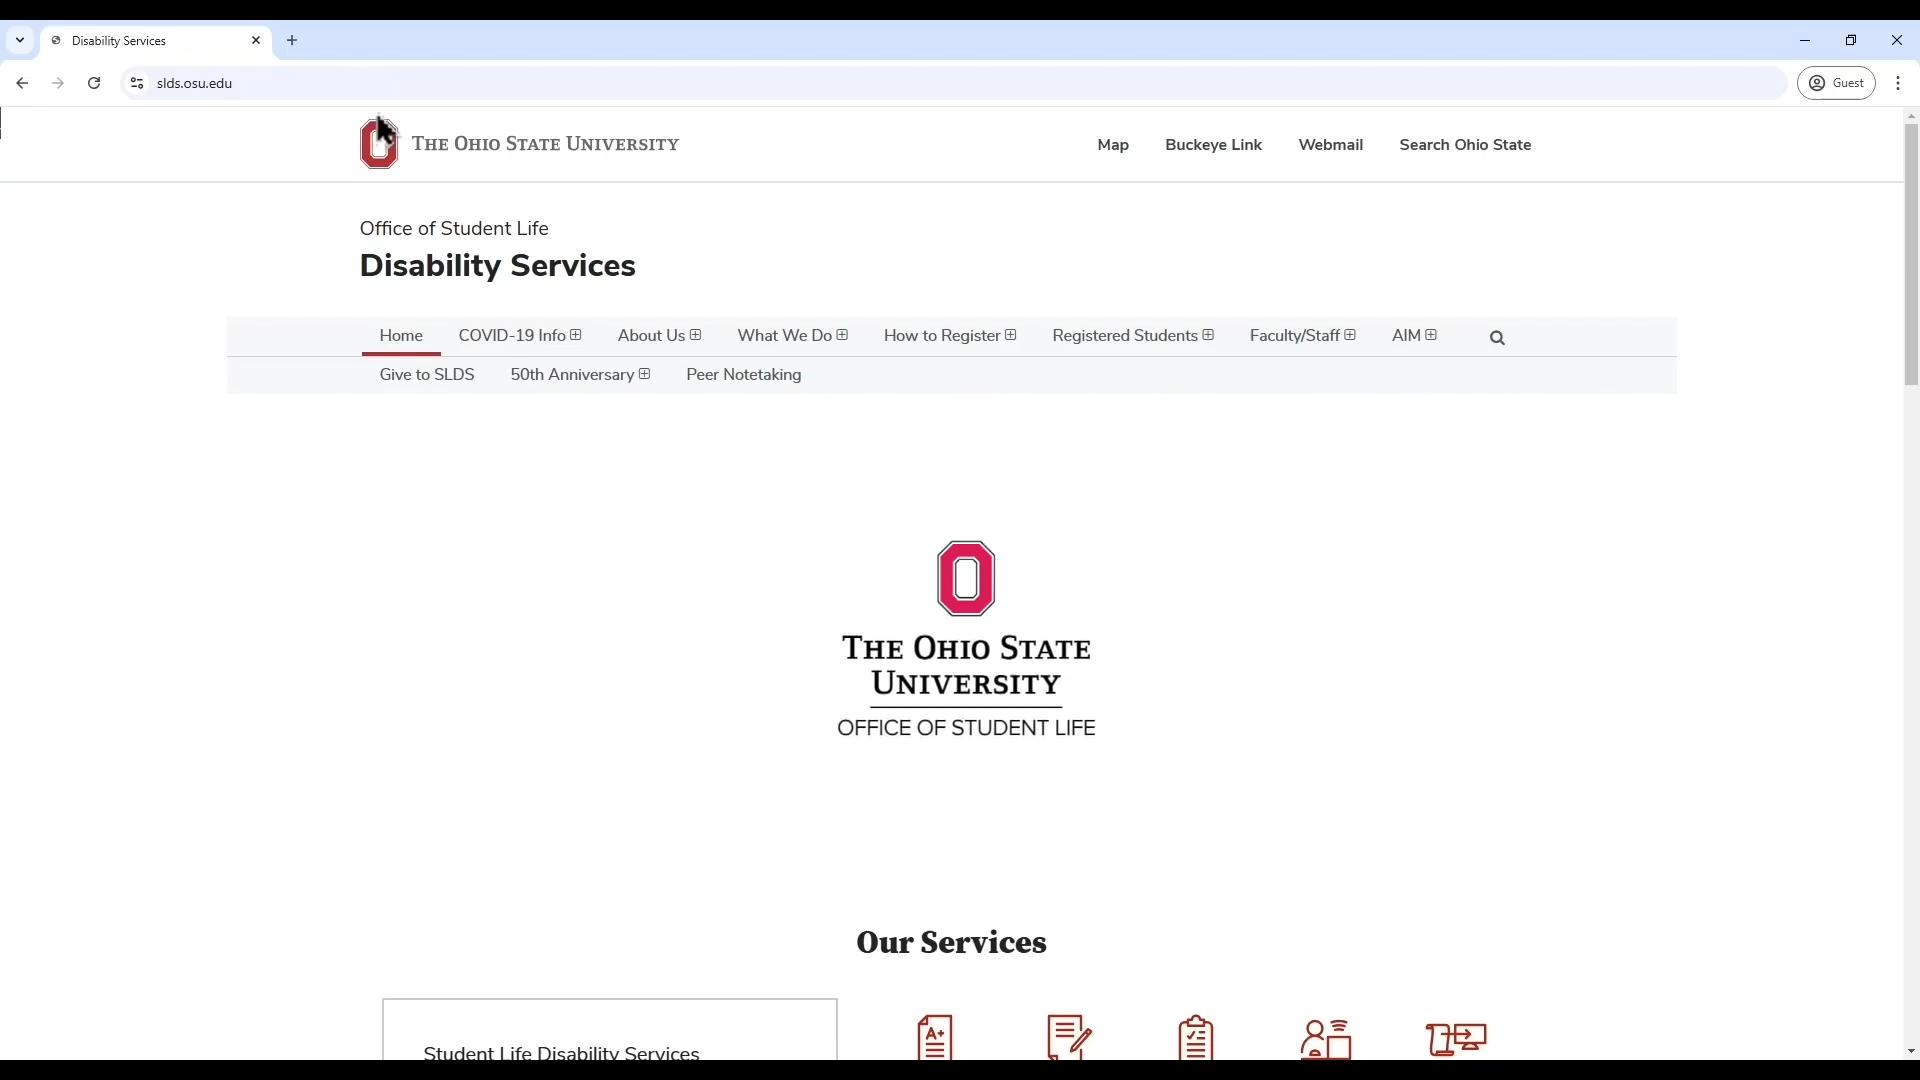 Disability Services
slds.osu.edu
Guest
The Ohio State University
Map
Buckeye Link
Webmail
Search Ohio State
Office of Student Life
Disability Services
Home
COVID-19 Info
About Us
What We Do
How to Register
Registered Students
Faculty/Staff
AIM
Give to SLDS
50th Anniversary
Peer Notetaking
The Ohio State
University
OFFICE OF STUDENT LIFE
Our Services
Student Life Disability Services
A+